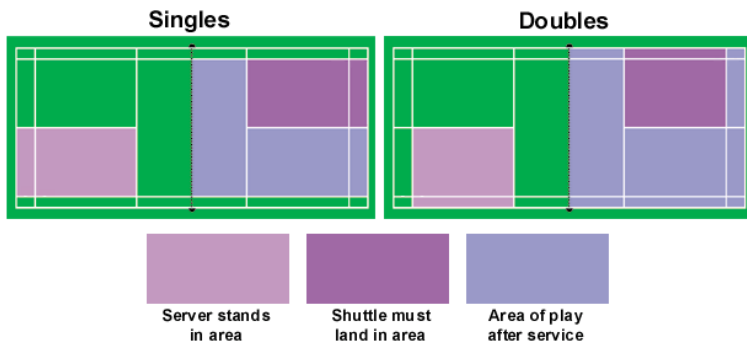 Singles
Doubles
Server stands
in area
Shuttle must
land in area
Area of play
after service